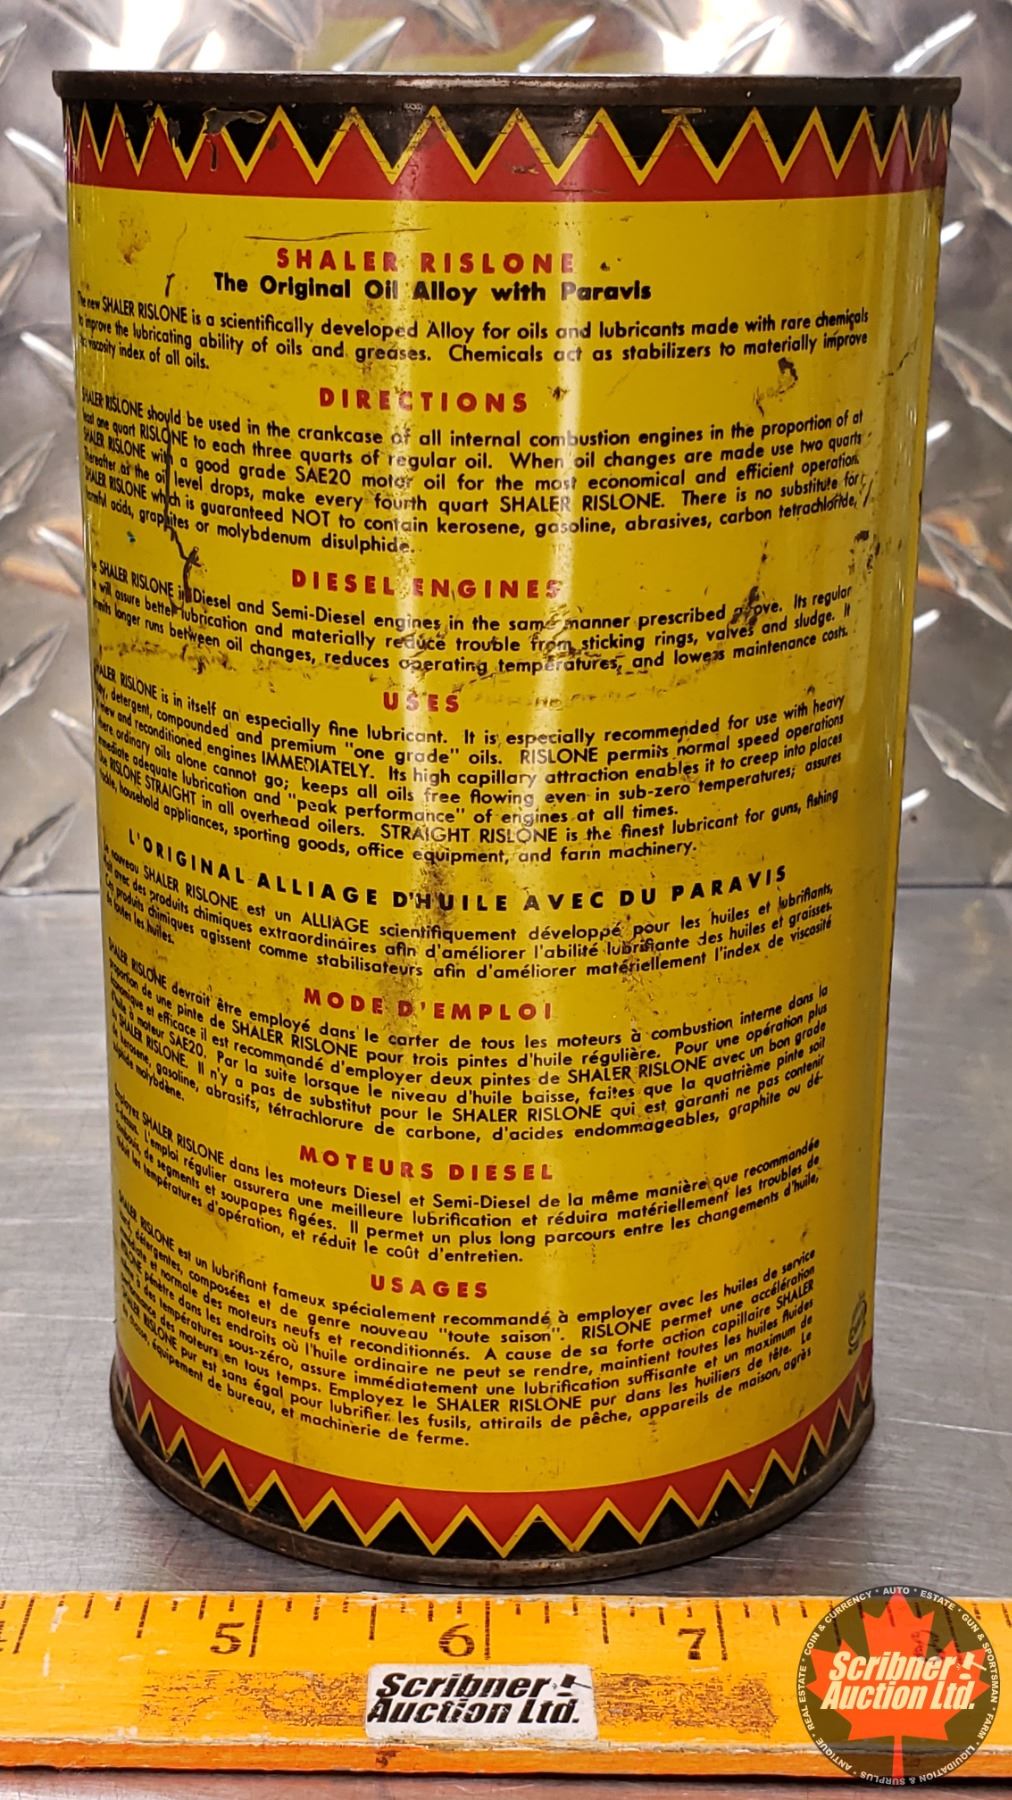 SHALER RISLONE
The Original Oil Alloy with Paravis
The new SHALER RISLONE is a scientifically developed Alloy for oils and lubricants made with rare chemicals
to improve the lubricating ability of oils and greases. Chemicals act as stabilizers to materially improve
the viscosity index of all oils.
DIRECTIONS
SHALER RISLONE should be used in the crankcase of all internal combustion engines in the proportion of at
least one quart RISLONE to each three quarts of regular oil. When oil changes are made use two quarts
SHALER RISLONE with a good grade SAE20 motor oil for the most economical and efficient operation.
Thereafter as the oil level drops, make every fourth quart SHALER RISLONE. There is no substitute for
SHALER RISLONE which is guaranteed NOT to contain kerosene, gasoline, abrasives, carbon tetrachloride,
harmful acids, graphites or molybdenum disulphide.
DIESEL ENGINES
SHALER RISLONE in Diesel and Semi-Diesel engines in the same manner prescribed above. Its regular
will assure better lubrication and materially reduce trouble from sticking rings, valves and sludge. It
longer runs between oil changes, reduces operating temperatures, and lowers maintenance costs.
USES
RISLONE is in itself an especially fine lubricant. It is especially recommended for use with heavy
detergent, compounded and premium "one grade" oils. RISLONE permits normal speed operations
new and reconditioned engines IMMEDIATELY. Its high capillary attraction enables it to creep into places
where ordinary oils alone cannot go; keeps all oils free flowing even in sub-zero temperatures; assures
immediate adequate lubrication and "peak performance" of engines at all times.
Use RISLONE STRAIGHT in all overhead oilers. STRAIGHT RISLONE is the finest lubricant for guns, fishing
tackle, household appliances, sporting goods, office equipment, and farm machinery.
L'ORIGINAL ALLIAGE D'HUILE AVEC DU PARAVIS
nouveau SHALER RISLONE est un ALLIAGE scientifiquement développé pour les huiles et lubrifiants,
avec des produits chimiques extraordinaires afin d'améliorer l'abilité lubrifiante des huiles et graisses.
Ces produits chimiques agissent comme stabilisateurs afin d'améliorer matériellement l'index de viscosité
de toutes les huiles.
MODE D'EMPLOI
SHALER RISLONE devrait être employé dans le carter de tous les moteurs à combustion interne dans la
proportion de une pinte de SHALER RISLONE pour trois pintes d'huile régulière. Pour une opération plus
économique et efficace il est recommandé d'employer deux pintes de SHALER RISLONE avec un bon grade
à moteur SAE20. Par la suite lorsque le niveau d'huile baisse, faites que la quatrième pinte soit
SHALER RISLONE. Il n'y a pas de substitut pour le SHALER RISLONE qui est garanti ne pas contenir
kerosene, gasoline, abrasifs, tétrachlorure de carbone, d'acides endommageables, graphite ou dé-
molybdène.
MOTEURS DIESEL
Employez SHALER RISLONE dans les moteurs Diesel et Semi-Diesel de la même manière que recommandée
L'emploi régulier assurera une meilleure lubrification et réduira matériellement les troubles de
de segments et soupapes figées. Il permet un plus long parcours entre les changements d'huile,
les températures d'opération, et réduit le coût d'entretien.
USAGES
SHALER RISLONE est un lubrifiant fameux spécialement recommandé à employer avec les huiles de service
détergentes, composées et de genre nouveau "toute saison". RISLONE permet une accélération
immédiate et normale des moteurs neufs et reconditionnés. A cause de sa forte action capillaire SHALER
RISLONE pénètre dans les endroits où l'huile ordinaire ne peut se rendre, maintient toutes les huiles fluides
à des températures sous-zéro, assure immédiatement une lubrification suffisante et un maximum de
performance des moteurs en tous temps. Employez le SHALER RISLONE pur dans les huiliers de tête. Le
SHALER RISLONE pur est sans égal pour lubrifier les fusils, attirails de pêche, appareils de maison, agrès
de chasse, équipement de bureau, et machinerie de ferme.
5 6 7
Scribner!
Auction Ltd.
Scribner!
Auction Ltd.
AUTO · ESTATE · GUN & SPORTSMAN · FARM · LIQUIDATION & SURPLUS · ANTIQUE · REAL ESTATE · COIN & CURRENCY